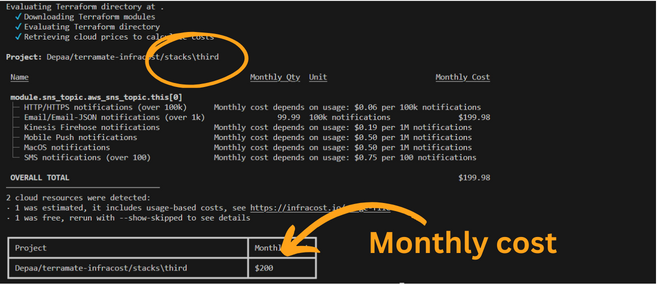 Evaluating Terraform directory at .
✓ Downloading Terraform modules
✓ Evaluating Terraform directory
✓ Retrieving cloud prices to calculate costs
Project: Depaa/terramate-infracost/stacks\third
Name Monthly Qty Unit Monthly Cost
module.sns_topic.aws_sns_topic.this[0]
├─ HTTP/HTTPS notifications (over 100k) Monthly cost depends on usage: $0.06 per 100k notifications
├─ Email/Email-JSON notifications (over 1k) 99.99 100k notifications $199.98
├─ Kinesis Firehose notifications Monthly cost depends on usage: $0.19 per 1M notifications
├─ Mobile Push notifications Monthly cost depends on usage: $0.50 per 1M notifications
├─ MacOS notifications Monthly cost depends on usage: $0.50 per 1M notifications
└─ SMS notifications (over 100) Monthly cost depends on usage: $0.75 per 100 notifications
OVERALL TOTAL $199.98
2 cloud resources were detected:
∙ 1 was estimated, it includes usage-based costs, see https://infracost.io/
∙ 1 was free, rerun with --show-skipped to see details
Project Month
Depaa/terramate-infracost/stacks\third $200
Monthly cost